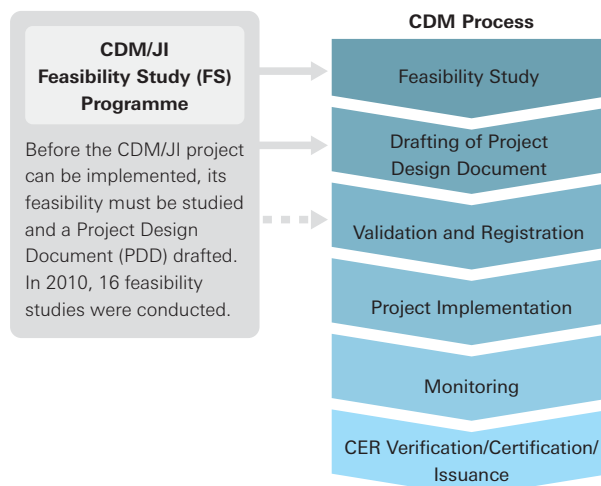 CDM/JI
Feasibility Study (FS)
Programme
Before the CDM/JI project
can be implemented, its
feasibility must be studied
and a Project Design
Document (PDD) drafted.
In 2010, 16 feasibility
studies were conducted.
CDM Process
Feasibility Study
Drafting of Project
Design Document
Validation and Registration
Project Implementation
Monitoring
CER Verification/Certification/
Issuance